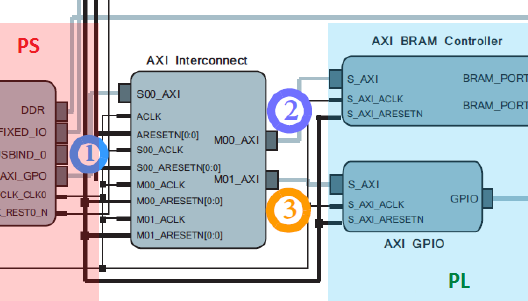 PS
DDR
FIXED_IO
USBIND_0
AXI_GPO
CLK_CLK0
RESTO_N
1
AXI Interconnect
S00_AXI
ACLK
ARESETN[0:0]
S00_ACLK
S00_ARESETN[0:0]
M00_ACLK
M00_ARESETN[0:0]
M01_ACLK
M01_ARESETN[0:0]
M00_AXI
M01_AXI
2
3
AXI BRAM Controller
S_AXI
S_AXI_ACLK
S_AXI_ARESETN
BRAM_PORT
BRAM_PORT
S_AXI
S_AXI_ACLK
S_AXI_ARESETN
GPIO
AXI GPIO
PL